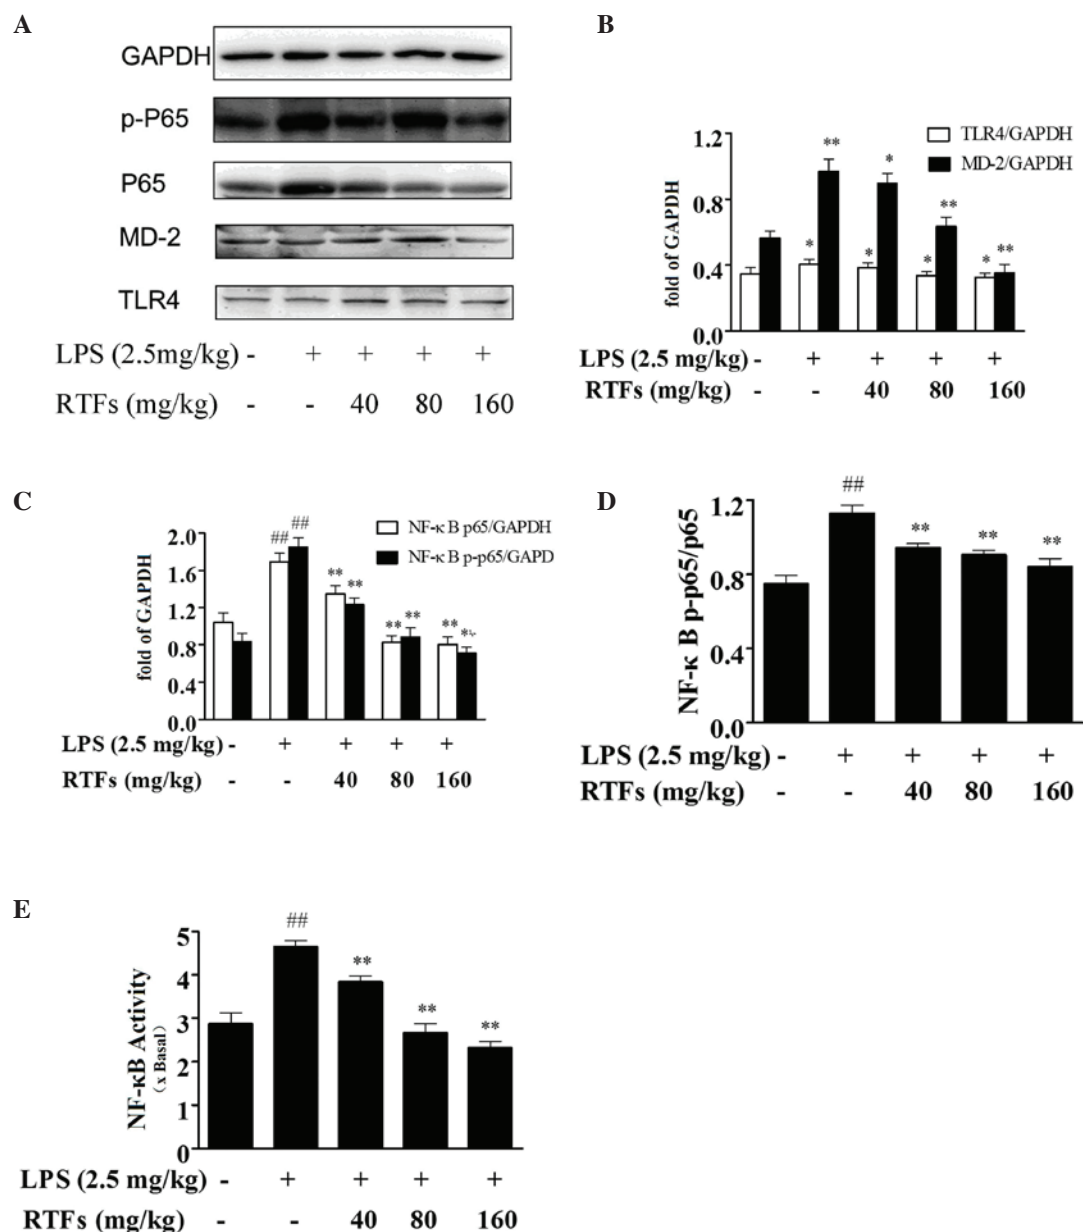 A
GAPDH
p-P65
P65
MD-2
TLR4
LPS (2.5mg/kg) - + + + +
RTFs (mg/kg) - - 40 80 160
B
1.2
0.8
0.4
0.0
fold of GAPDH
TLR4/GAPDH
MD-2/GAPDH
** * ** **
* * * *
LPS (2.5 mg/kg) - + + + +
RTFs (mg/kg) - - 40 80 160
C
2.0
1.6
1.2
0.8
0.4
0.0
fold of GAPDH
NF-κ B p65/GAPDH
NF-κ B p-p65/GAPD
## ## ** ** ** ** ** **
LPS (2.5 mg/kg) - + + + +
RTFs (mg/kg) - - 40 80 160
D
1.2
0.8
0.4
0.0
NF-κ B p-p65/p65
## ** ** **
LPS (2.5 mg/kg) - + + + +
RTFs (mg/kg) - - 40 80 160
E
5
4
3
2
1
0
NF-κB Activity
( x Basal)
## ** ** **
LPS (2.5 mg/kg) - + + + +
RTFs (mg/kg) - - 40 80 160